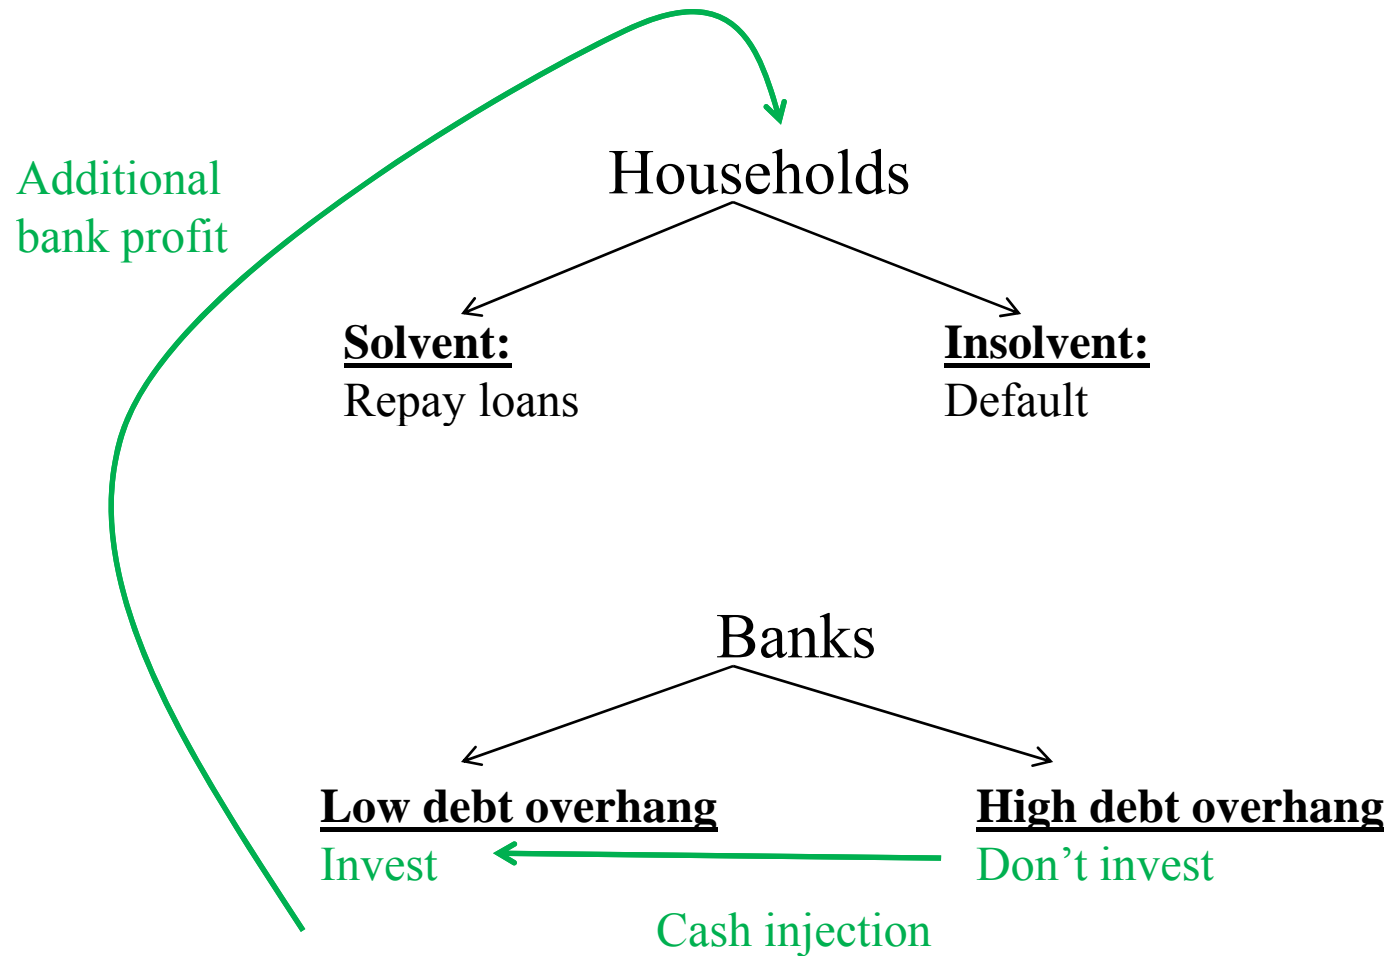 Additional
bank profit
Households
Solvent:
Repay loans
Insolvent:
Default
Banks
Low debt overhang
Invest
High debt overhang
Don’t invest
Cash injection